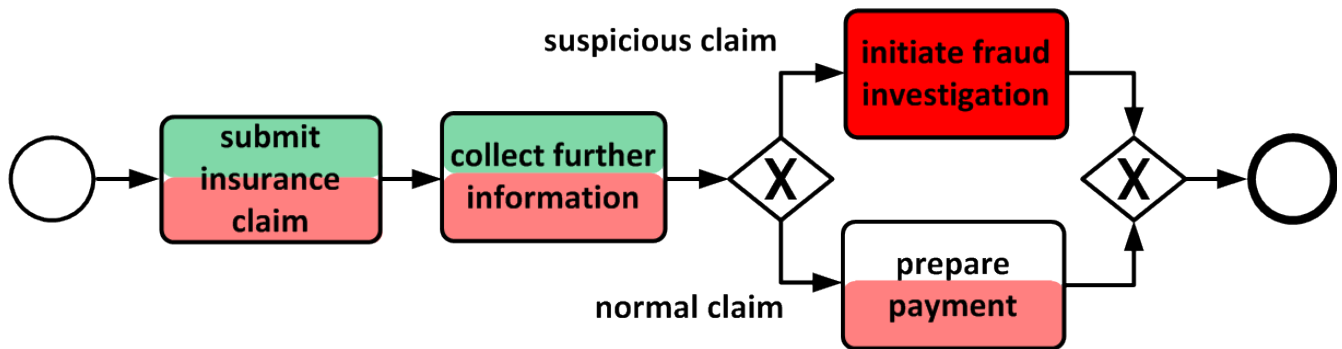 submit
insurance
claim
collect further
information
X
suspicious claim
initiate fraud
investigation
normal claim
prepare
payment
X